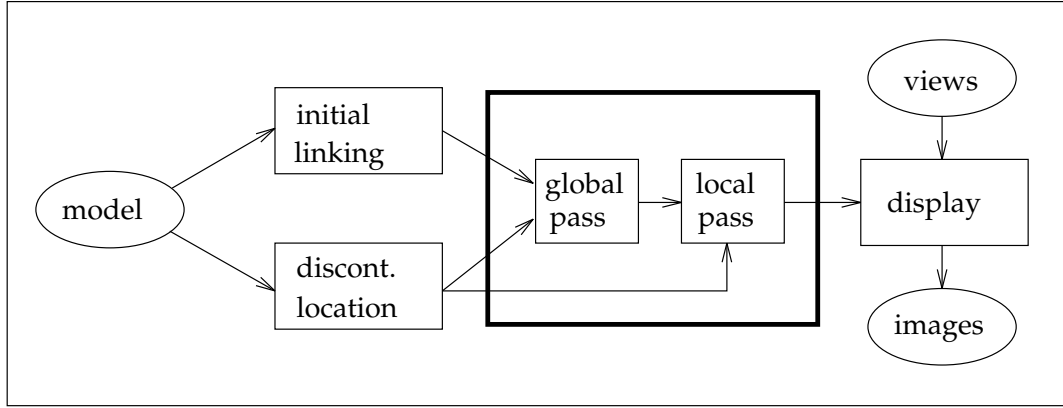 model
initial
linking
discont.
location
global
pass
local
pass
views
display
images